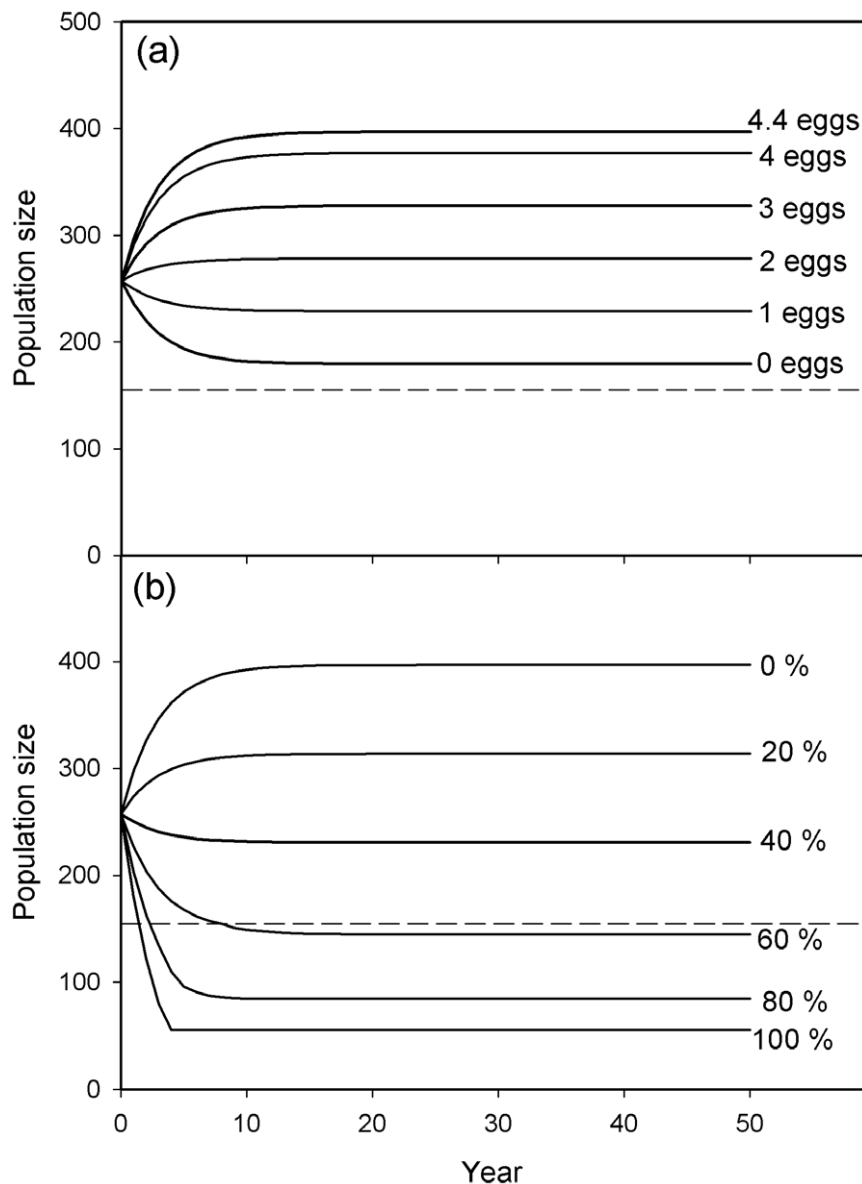 (a)
500
400
300
200
100
0
Population size
4.4 eggs
4 eggs
3 eggs
2 eggs
1 eggs
0 eggs
(b)
400
300
200
100
0
Population size
0 %
20 %
40 %
60 %
80 %
100 %
0 10 20 30 40 50
Year